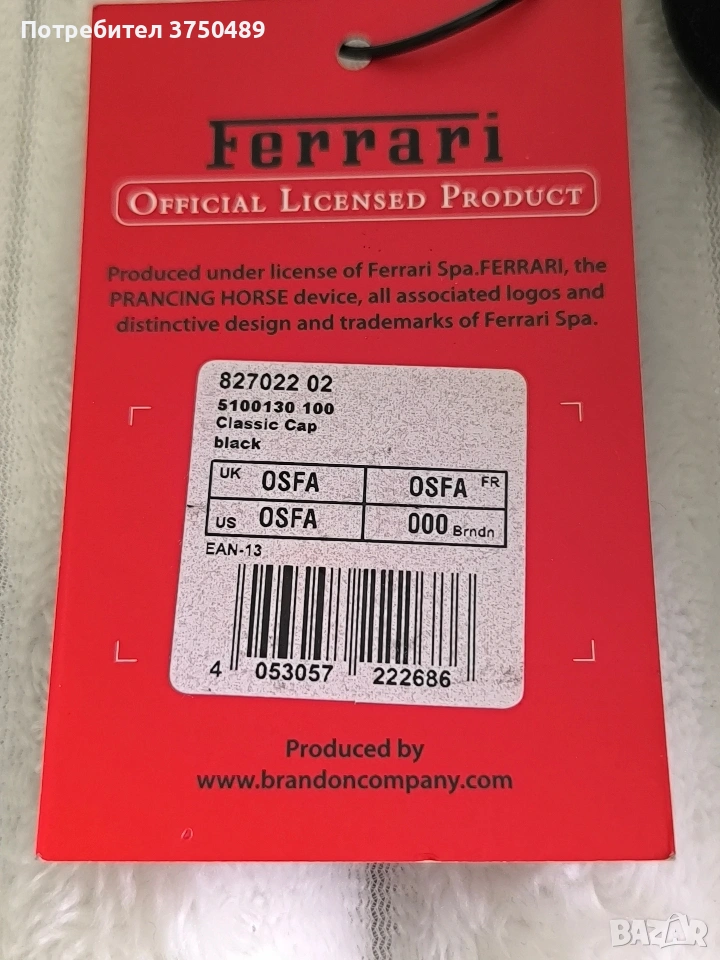 Потребител 3750489
Ferrari
OFFICIAL LICENSED PRODUCT
Produced under license of Ferrari Spa.FERRARI, the
PRANCING HORSE device, all associated logos and
distinctive design and trademarks of Ferrari Spa.
827022 02
5100130 100
Classic Cap
black
UK OSFA OSFA FR
US OSFA 000 Brndn
EAN-13
4 053057 222686
Produced by
www.brandoncompany.com
BAZAR